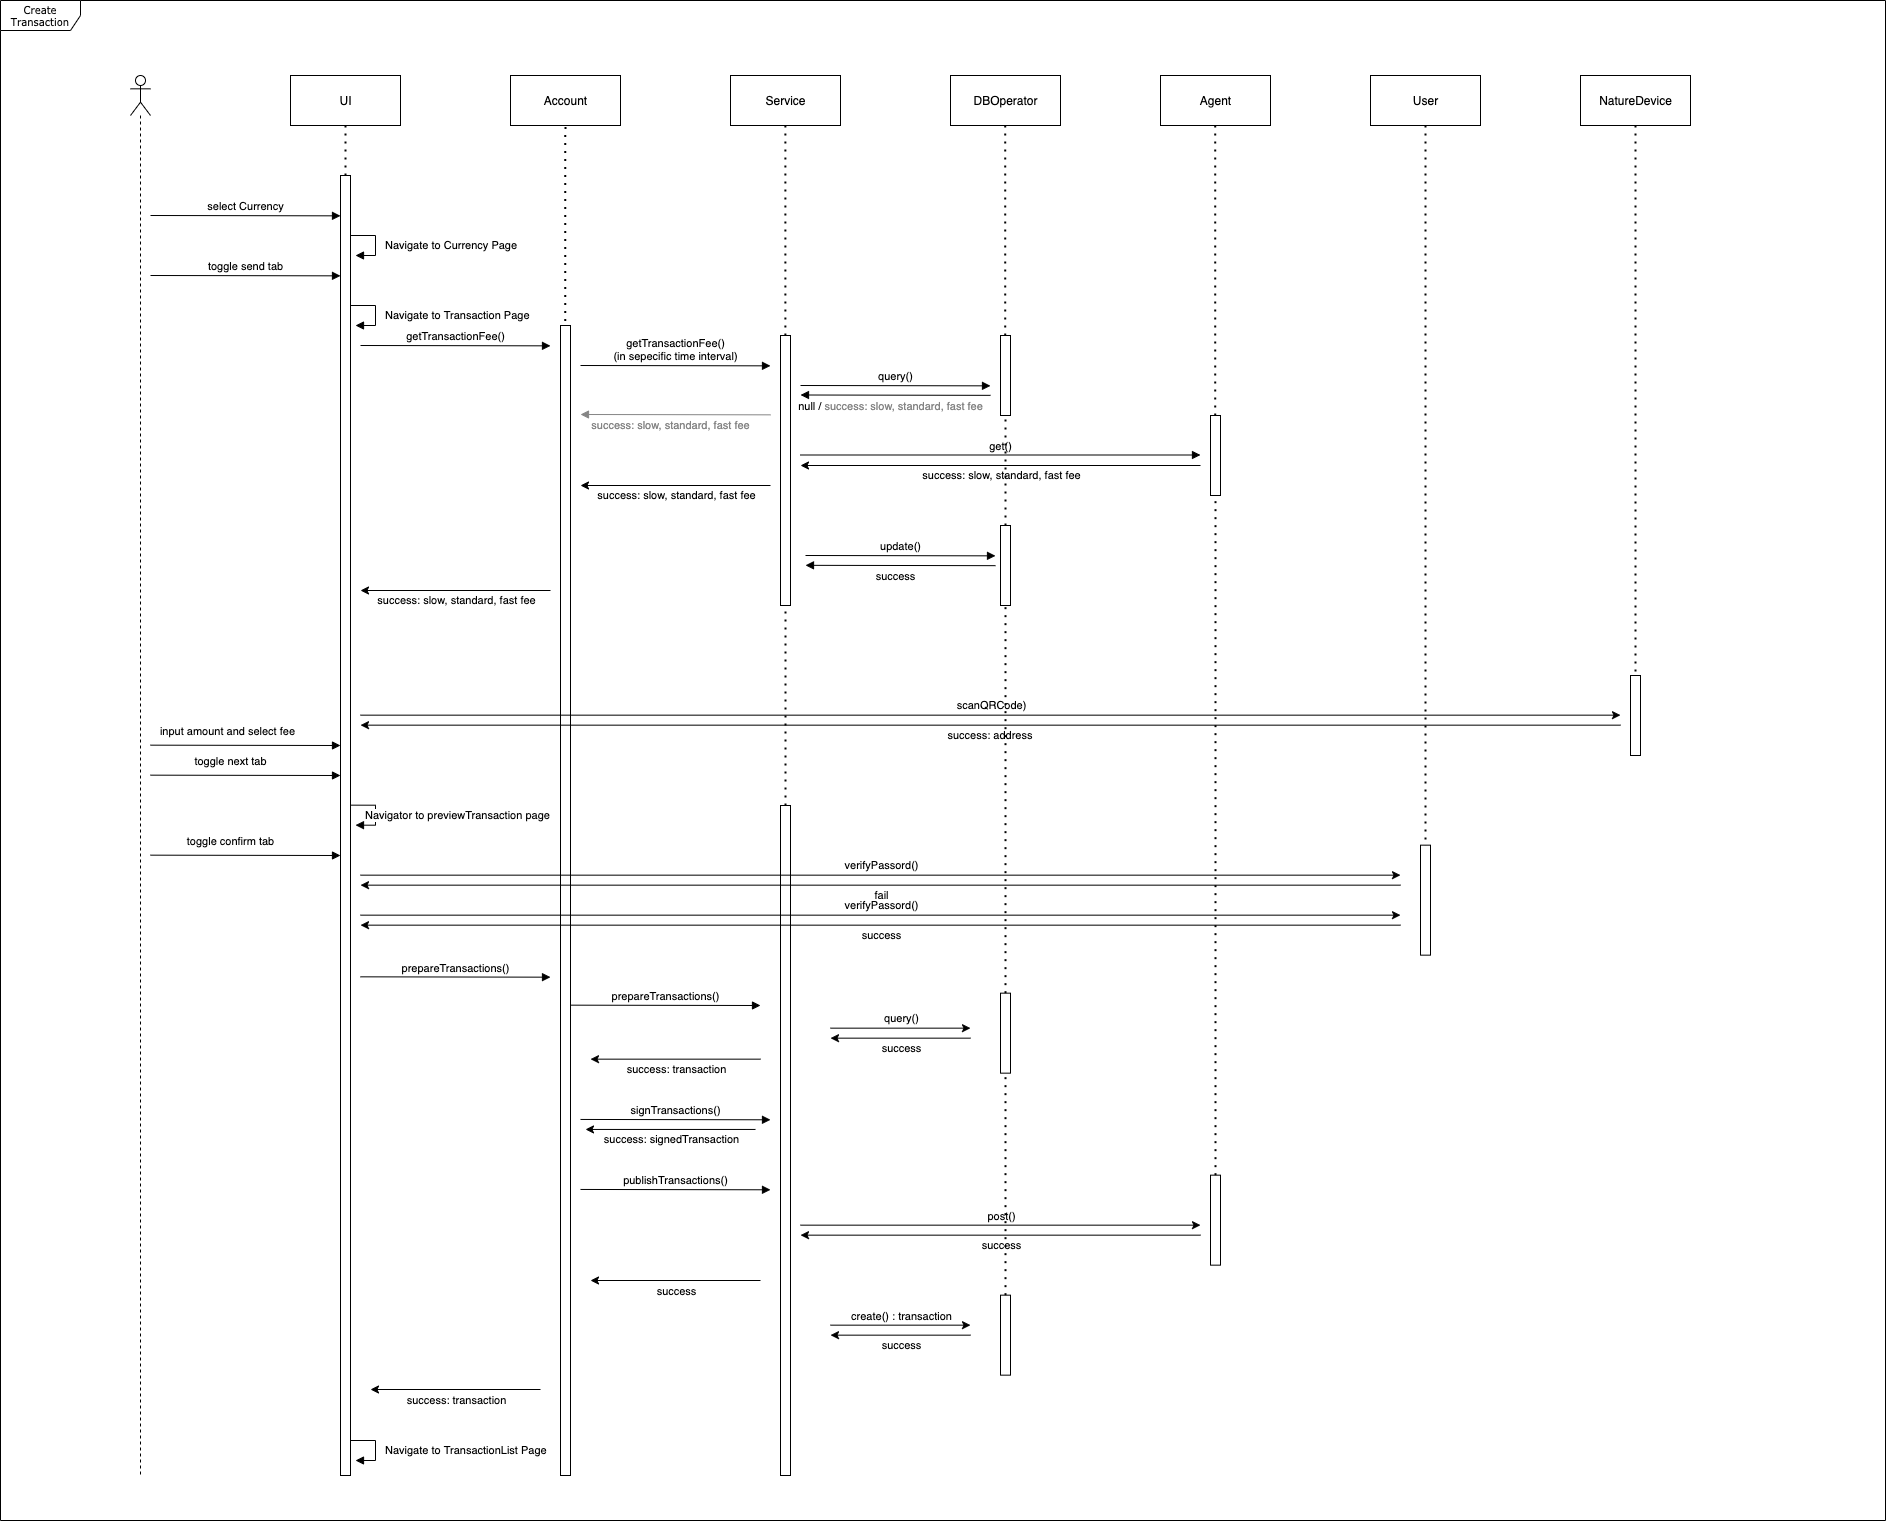 Create
Transaction
UI
Account
Service
DBOperator
Agent
User
NatureDevice
select Currency
Navigate to Currency Page
toggle send tab
Navigate to Transaction Page
getTransactionFee()
getTransactionFee()
(in sepecific time interval)
query()
null / success: slow, standard, fast fee
success: slow, standard, fast fee
get()
success: slow, standard, fast fee
success: slow, standard, fast fee
update()
success
success: slow, standard, fast fee
scanQRCode)
input amount and select fee
success: address
toggle next tab
Navigator to previewTransaction page
toggle confirm tab
verifyPassord()
fail
verifyPassord()
success
prepareTransactions()
prepareTransactions()
query()
success
success: transaction
signTransactions()
success: signedTransaction
publishTransactions()
post()
success
success
create() : transaction
success
success: transaction
Navigate to TransactionList Page